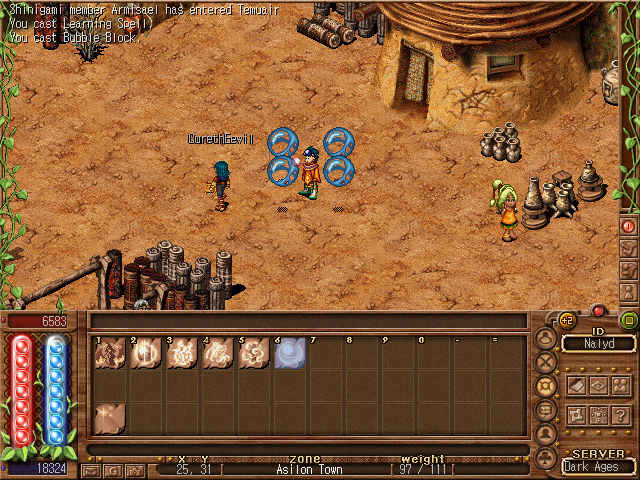 Shinigami member Armisael has entered Temuair
You cast Learning Spell.
You cast Bubble Block.
CurethGevil
6583
1 2 3 4 5 6 7 8 9 0 - =
+2
ID
Nalyd
18324
X Y ZONE weight
25, 31 [ Asilon Town ] [ 97 / 111 ]
G
?
SERVER
Dark Ages